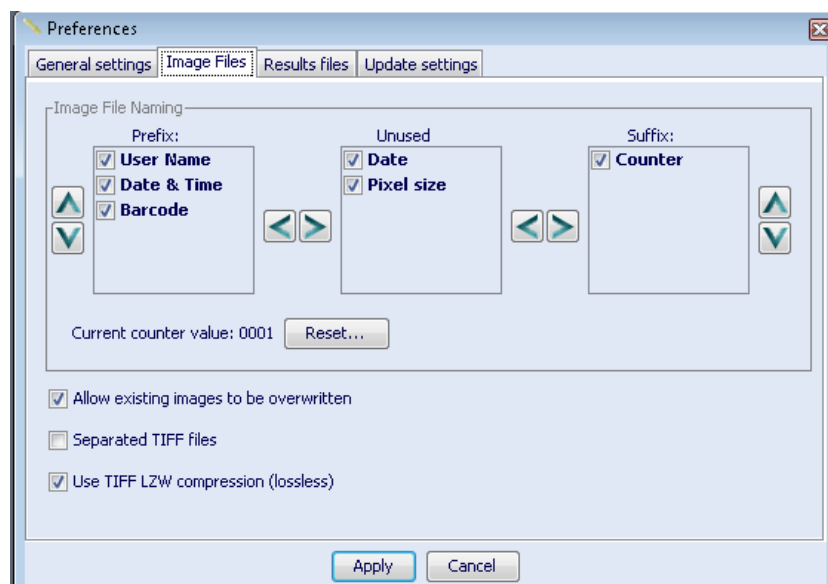 Preferences
General settings Image Files Results files Update settings
Image File Naming
Prefix: Unused Suffix:
User Name Date Counter
Date & Time Pixel size
Barcode
Current counter value: 0001 Reset...
Allow existing images to be overwritten
Separated TIFF files
Use TIFF LZW compression (lossless)
Apply Cancel